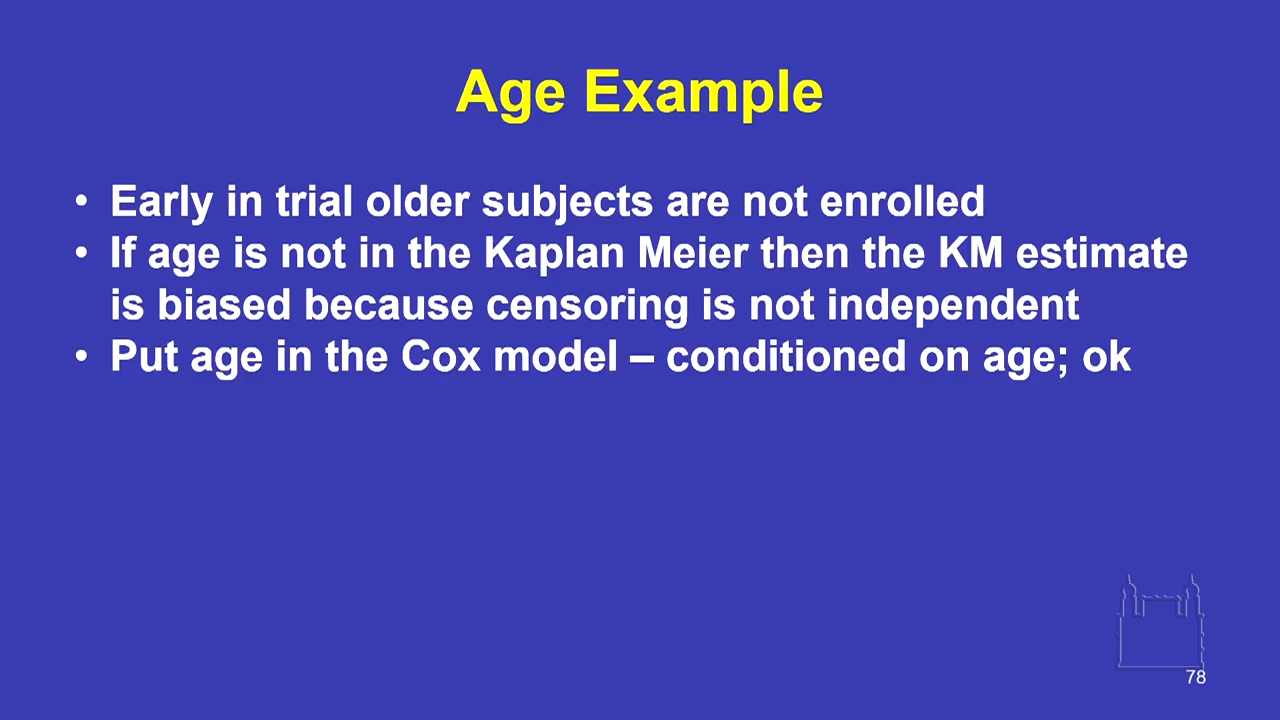 Age Example
• Early in trial older subjects are not enrolled
• If age is not in the Kaplan Meier then the KM estimate
is biased because censoring is not independent
• Put age in the Cox model – conditioned on age; ok
78